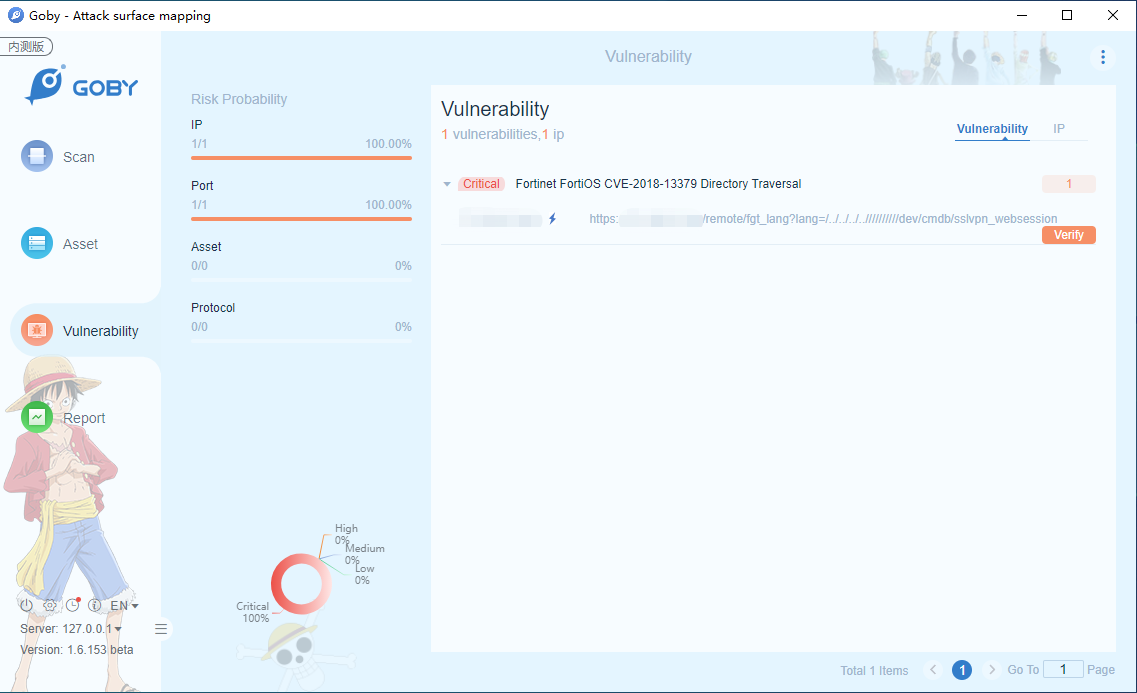 Goby - Attack surface mapping
内测版
GOBY
Scan
Asset
Vulnerability
Report
EN
Server: 127.0.0.1
Version: 1.6.153 beta
Vulnerability
Risk Probability
IP
1/1 100.00%
Port
1/1 100.00%
Asset
0/0 0%
Protocol
0/0 0%
High
0%
Medium
0%
Low
0%
Critical
100%
Vulnerability
1 vulnerabilities,1 ip
Vulnerability IP
Critical Fortinet FortiOS CVE-2018-13379 Directory Traversal 1
https: /remote/fgt_lang?lang=/../../../..//////////dev/cmdb/sslvpn_websession
Verify
Total 1 Items 1 Go To 1 Page